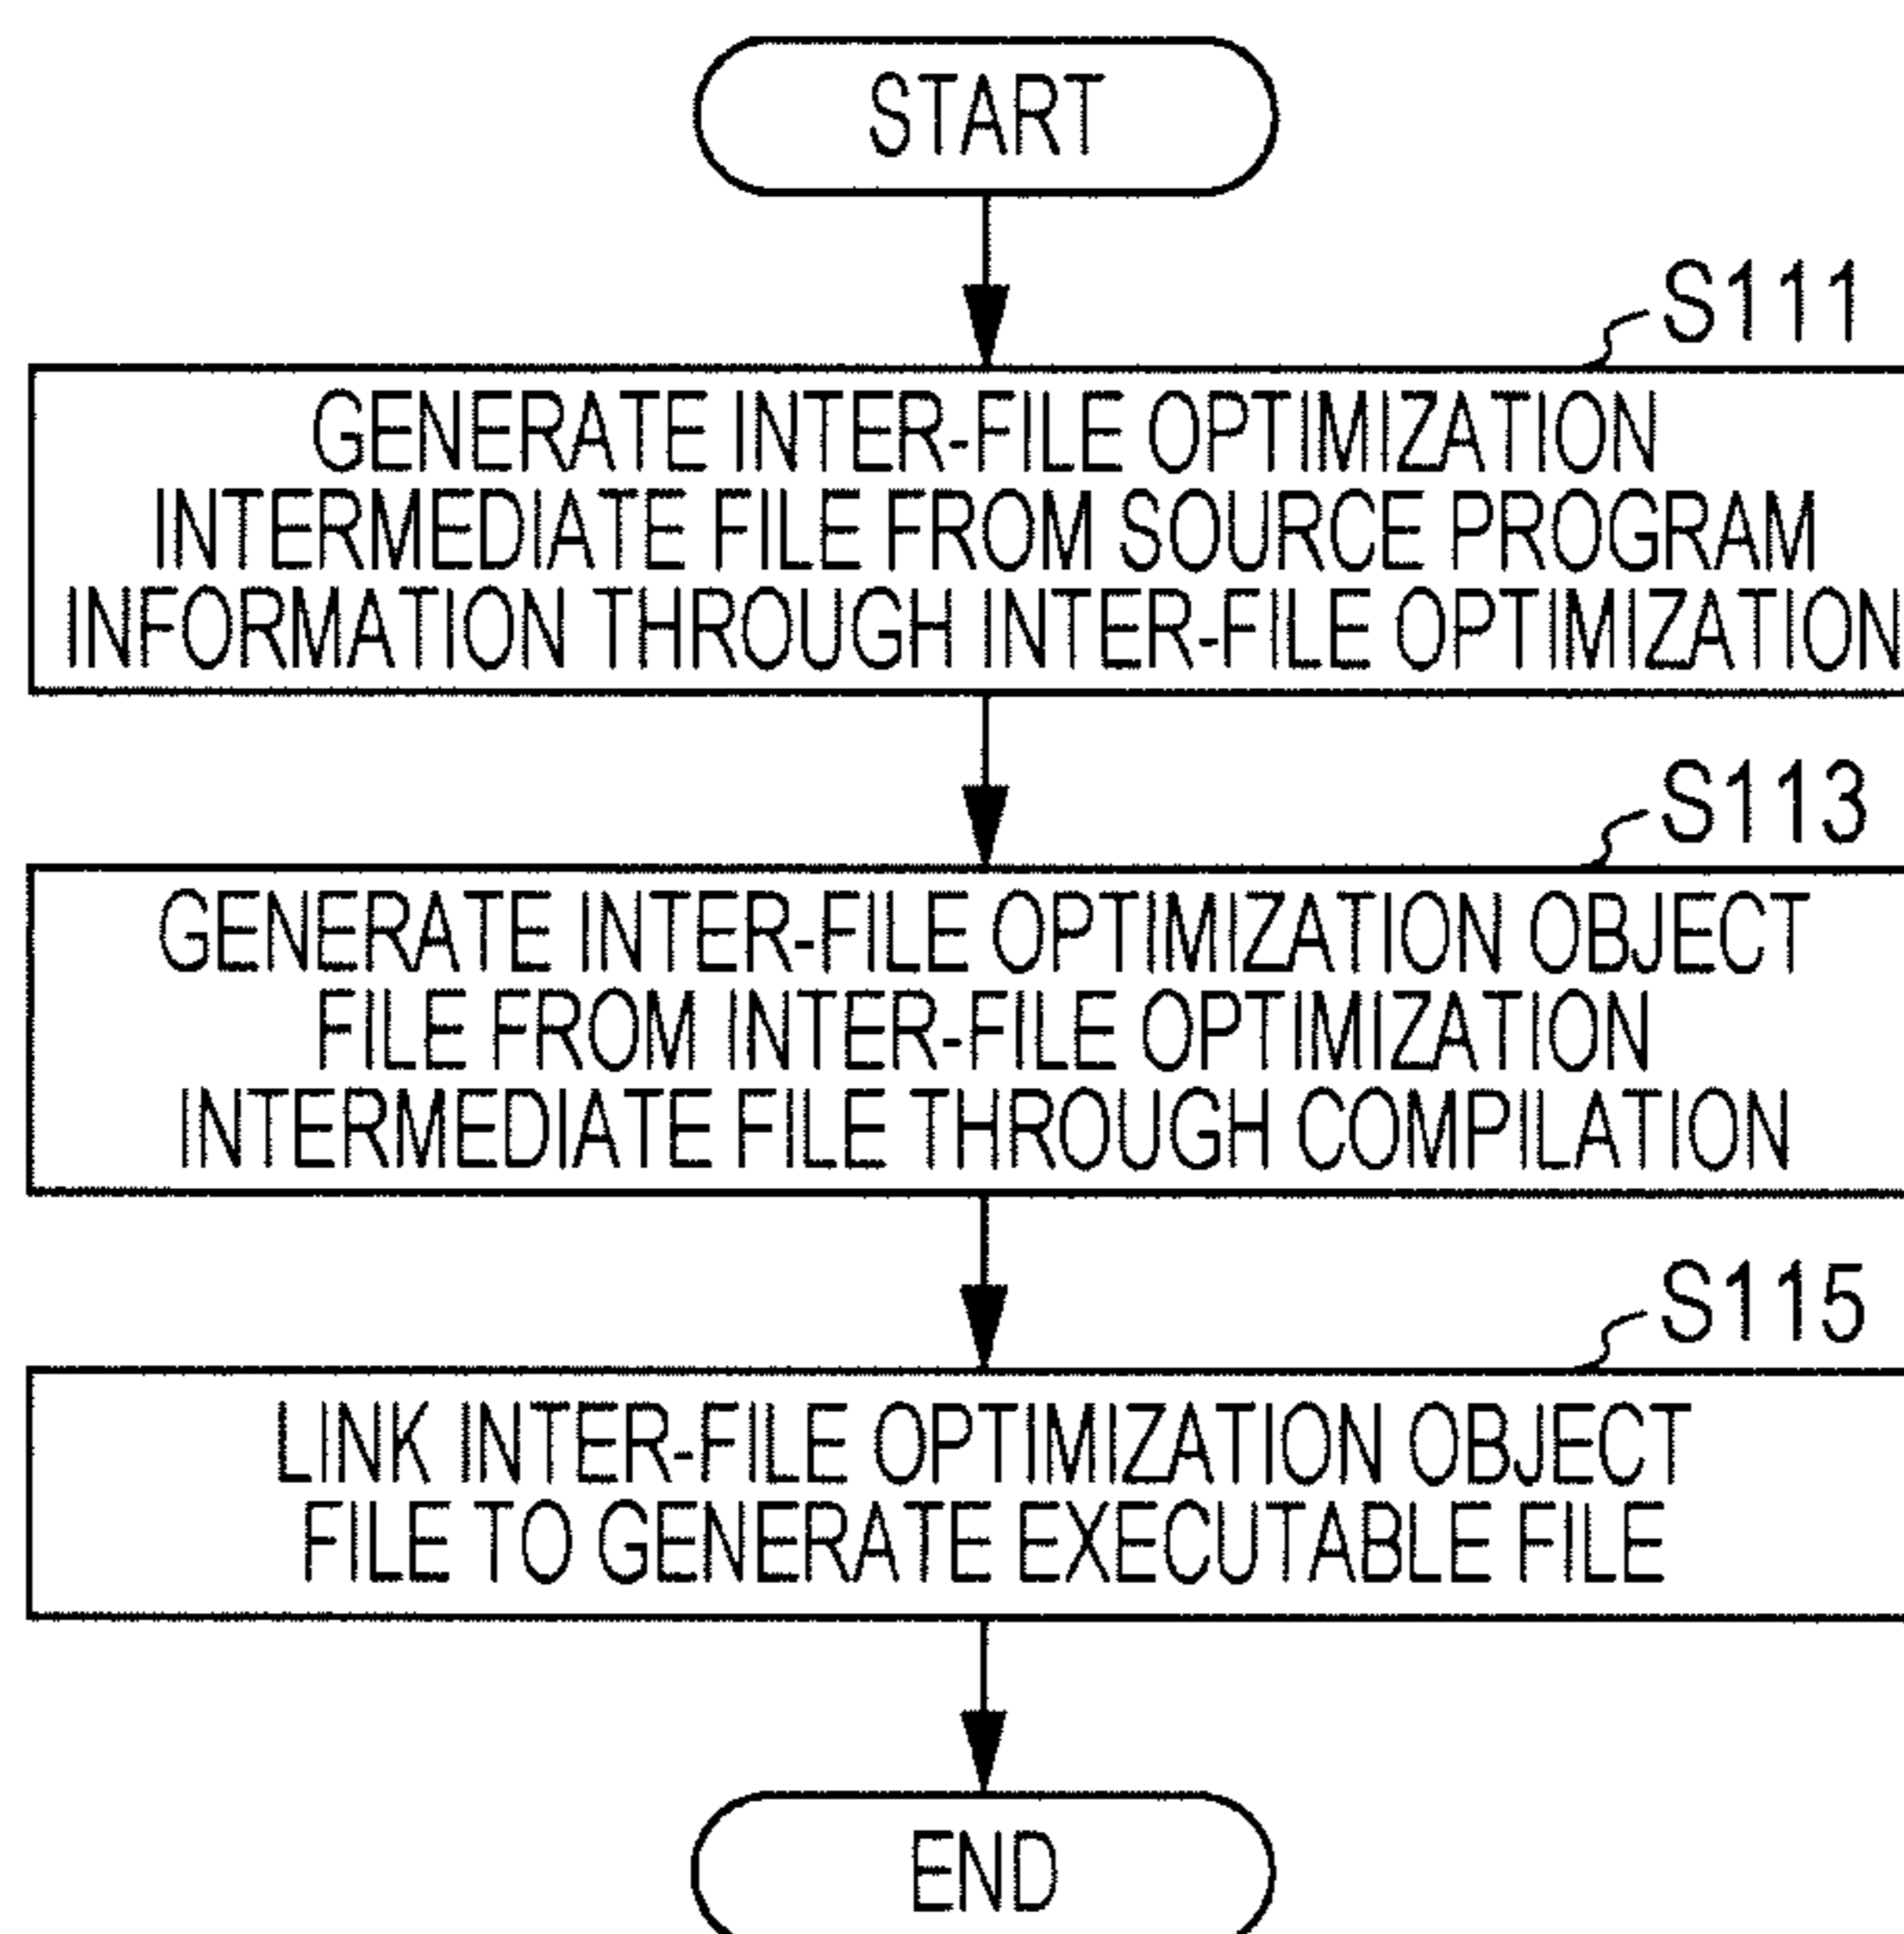 START
S111
GENERATE INTER-FILE OPTIMIZATION
INTERMEDIATE FILE FROM SOURCE PROGRAM
INFORMATION THROUGH INTER-FILE OPTIMIZATION
S113
GENERATE INTER-FILE OPTIMIZATION OBJECT
FILE FROM INTER-FILE OPTIMIZATION
INTERMEDIATE FILE THROUGH COMPILATION
S115
LINK INTER-FILE OPTIMIZATION OBJECT
FILE TO GENERATE EXECUTABLE FILE
END